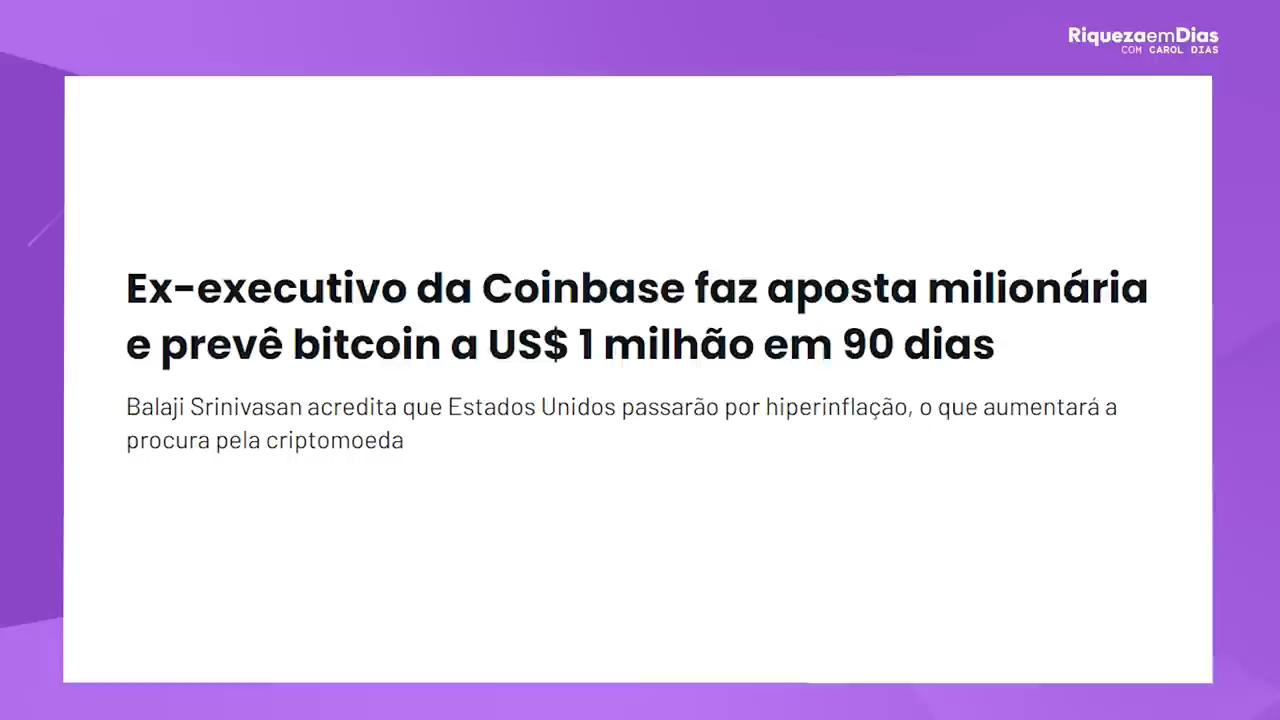 RiquezaemDias
COM CAROL DIAS
Ex-executivo da Coinbase faz aposta milionária
e prevê bitcoin a US$ 1 milhão em 90 dias
Balaji Srinivasan acredita que Estados Unidos passarão por hiperinflação, o que aumentará a
procura pela criptomoeda